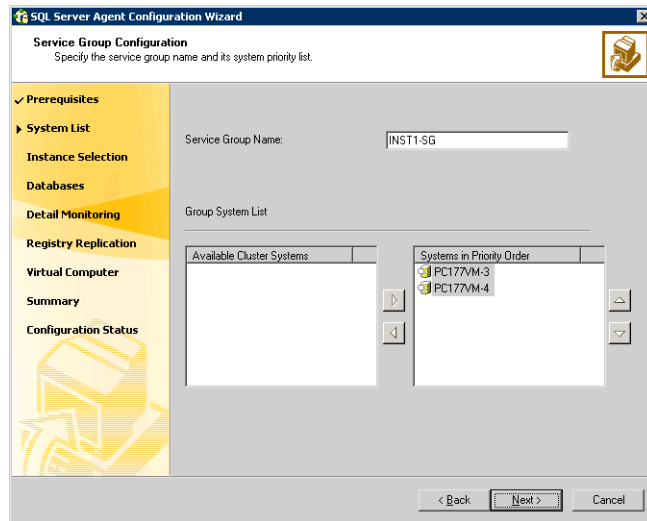 SQL Server Agent Configuration Wizard
Service Group Configuration
Specify the service group name and its system priority list.
Prerequisites
System List
Instance Selection
Databases
Detail Monitoring
Registry Replication
Virtual Computer
Summary
Configuration Status
Service Group Name:
INST1-SG
Group System List
Available Cluster Systems
Systems in Priority Order
PC177VM-3
PC177VM-4
< Back
Next >
Cancel